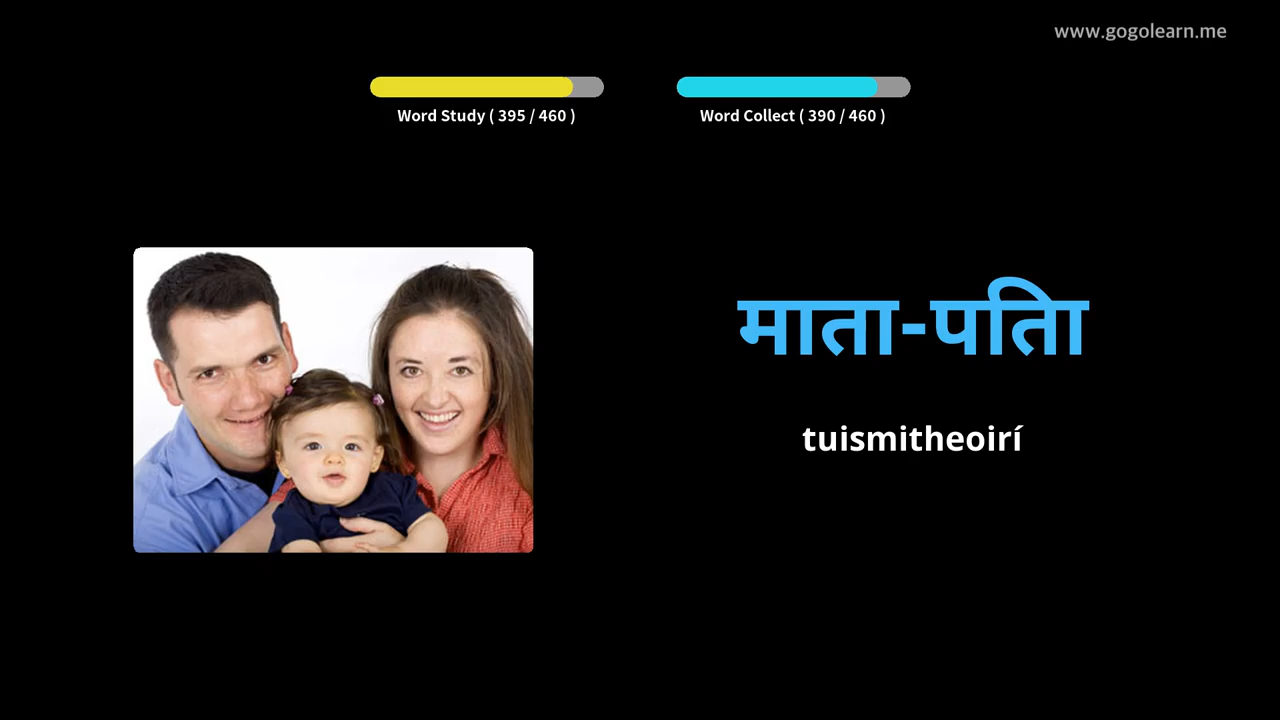 www.gogolearn.me
Word Study ( 395 / 460 )
Word Collect ( 390 / 460 )
माता-पिता
tuismitheoirí